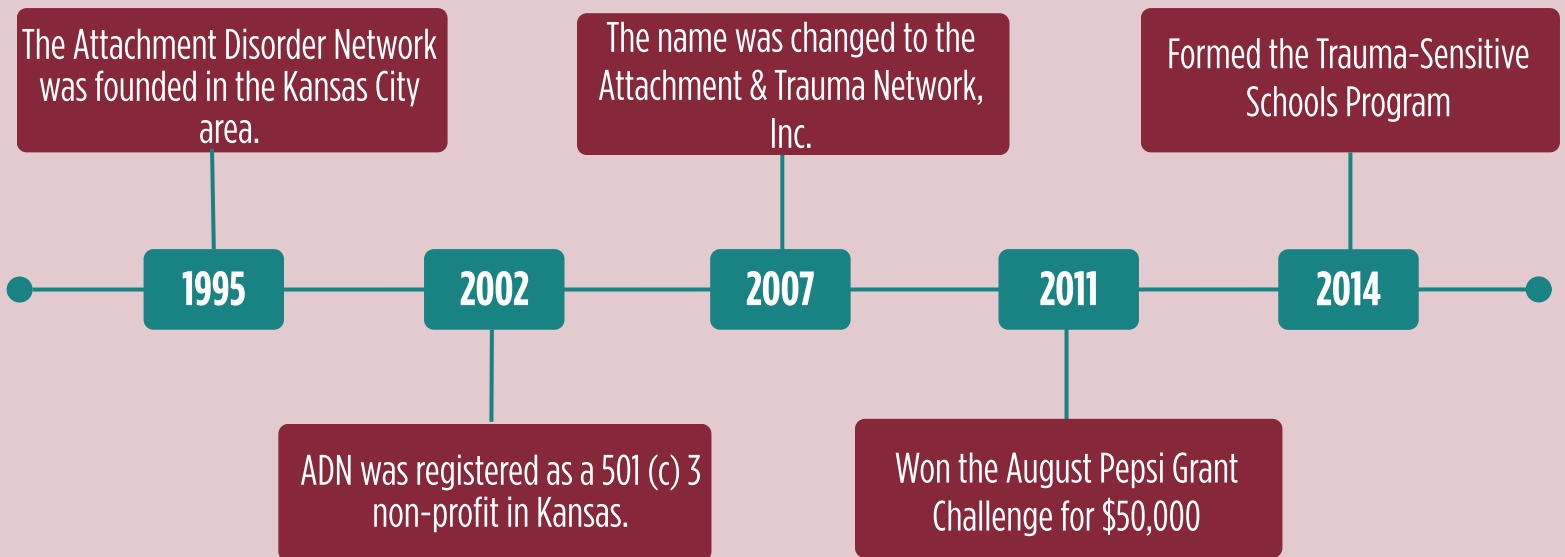 The Attachment Disorder Network
was founded in the Kansas City
area.
The name was changed to the
Attachment & Trauma Network,
Inc.
Formed the Trauma-Sensitive
Schools Program
1995
2002
2007
2011
2014
ADN was registered as a 501 (c) 3
non-profit in Kansas.
Won the August Pepsi Grant
Challenge for $50,000